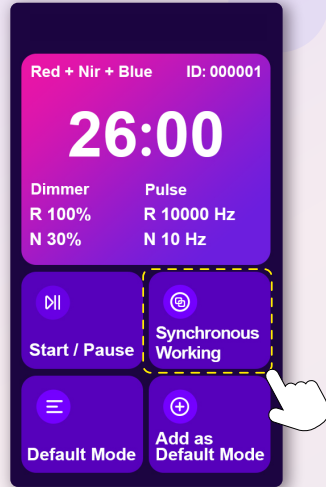 Red + Nir + Blue ID: 000001
26:00
Dimmer Pulse
R 100% R 10000 Hz
N 30% N 10 Hz
Start / Pause
Synchronous
Working
Default Mode
Add as
Default Mode